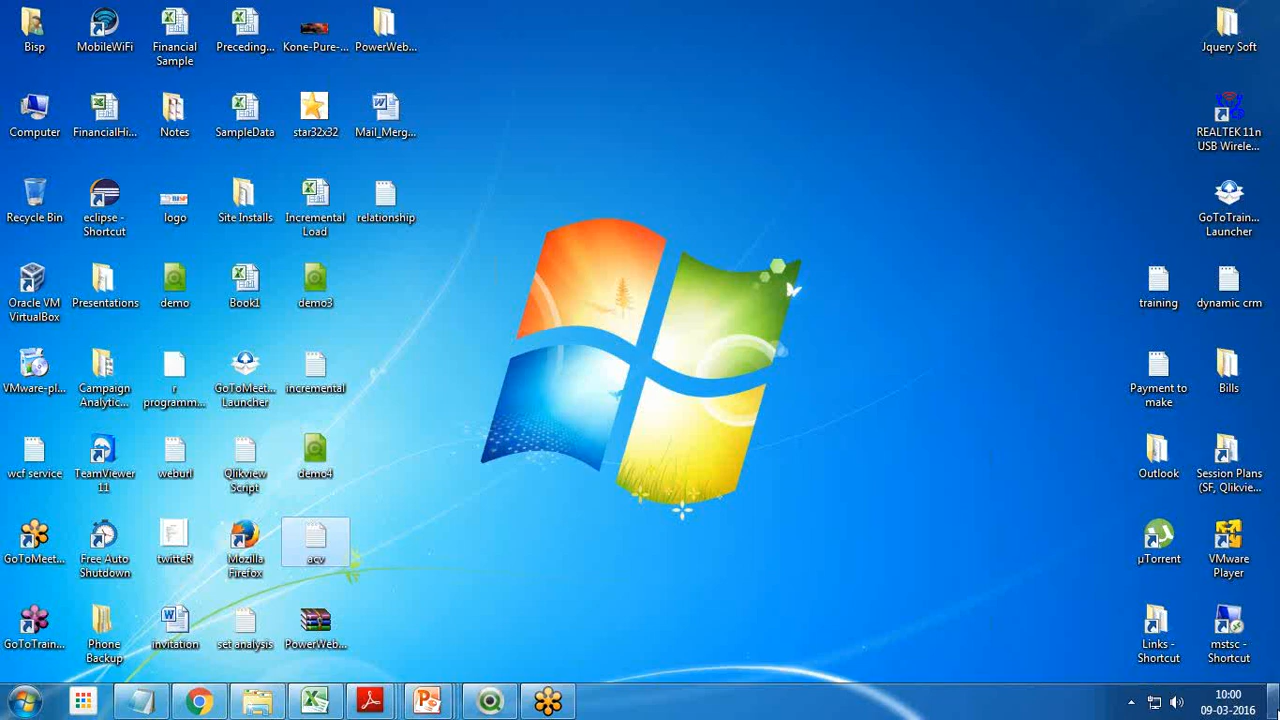 Bisp
MobileWiFi
Financial
Sample
Preceding...
Kone-Pure-...
PowerWeb...
Jquery Soft
Computer
FinancialHi...
Notes
SampleData
star32x32
Mail_Merg...
REALTEK 11n
USB Wirele...
Recycle Bin
eclipse -
Shortcut
logo
Site Installs
Incremental
Load
relationship
GoToTrain...
Launcher
Oracle VM
VirtualBox
Presentations
demo
Book1
demo3
training
dynamic crm
VMware-pl...
Campaign
Analytic...
r
programm...
GoToMeet...
Launcher
incremental
Payment to
make
Bills
wcf service
TeamViewer
11
weburl
Qlikview
Script
demo4
Outlook
Session Plans
(SF, Qlikvie...
GoToMeet...
Free Auto
Shutdown
twitteR
Mozilla
Firefox
acv
µTorrent
VMware
Player
GoToTrain...
Phone
Backup
invitation
set analysis
PowerWeb...
Links -
Shortcut
mstsc -
Shortcut
10:00
09-03-2016